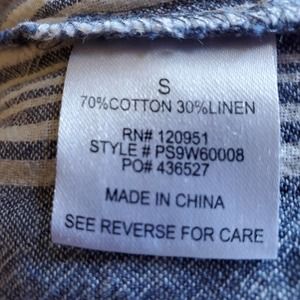 S
70%COTTON 30%LINEN
RN# 120951
STYLE # PS9W60008
PO# 436527
MADE IN CHINA
SEE REVERSE FOR CARE